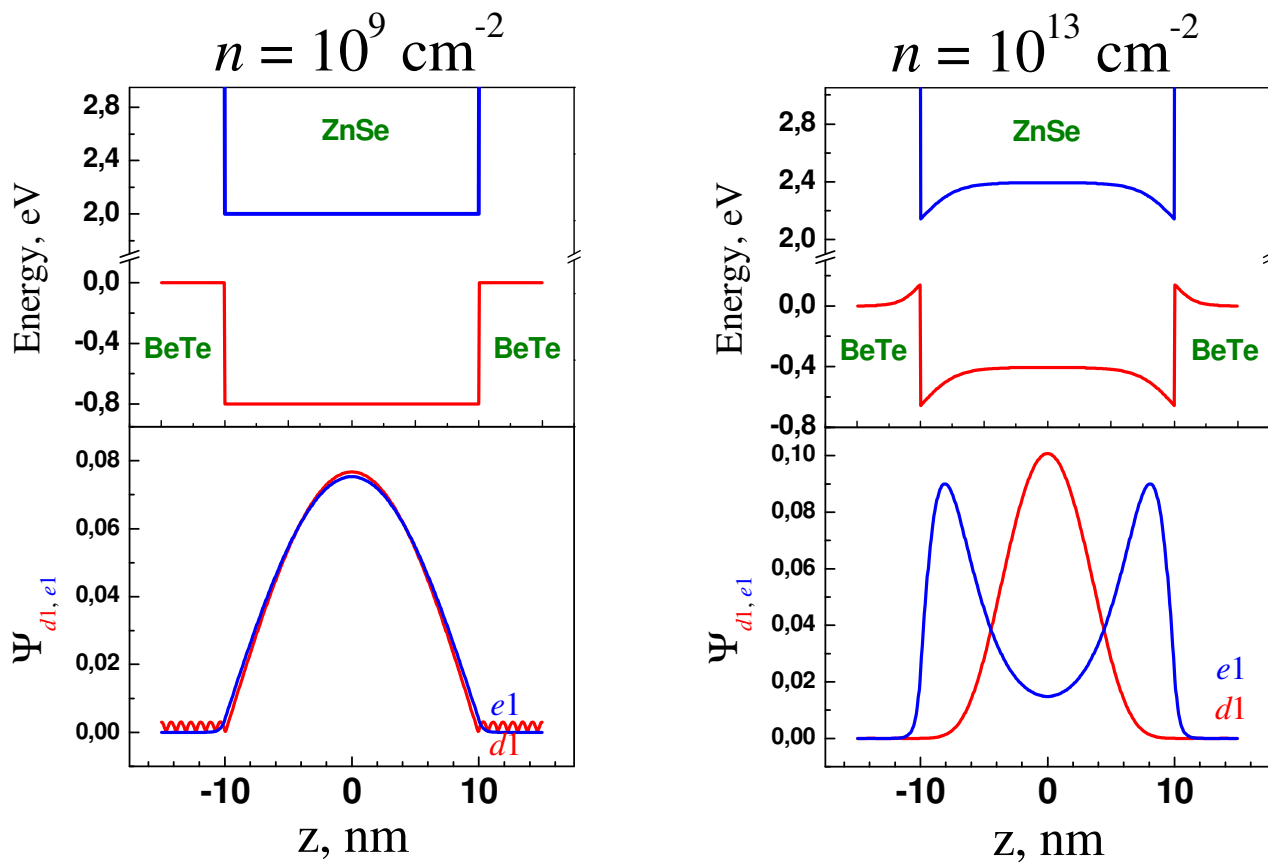 n = 10⁹ cm⁻²
2,8
2,4
2,0
0,0
-0,4
-0,8
Energy, eV
ZnSe
BeTe
BeTe
0,08
0,06
0,04
0,02
0,00
Ψ d1, e1
e1
d1
-10 0 10
z, nm
n = 10¹³ cm⁻²
2,8
2,4
2,0
0,0
-0,4
-0,8
Energy, eV
ZnSe
BeTe
BeTe
0,10
0,08
0,06
0,04
0,02
0,00
Ψ d1, e1
e1
d1
-10 0 10
z, nm